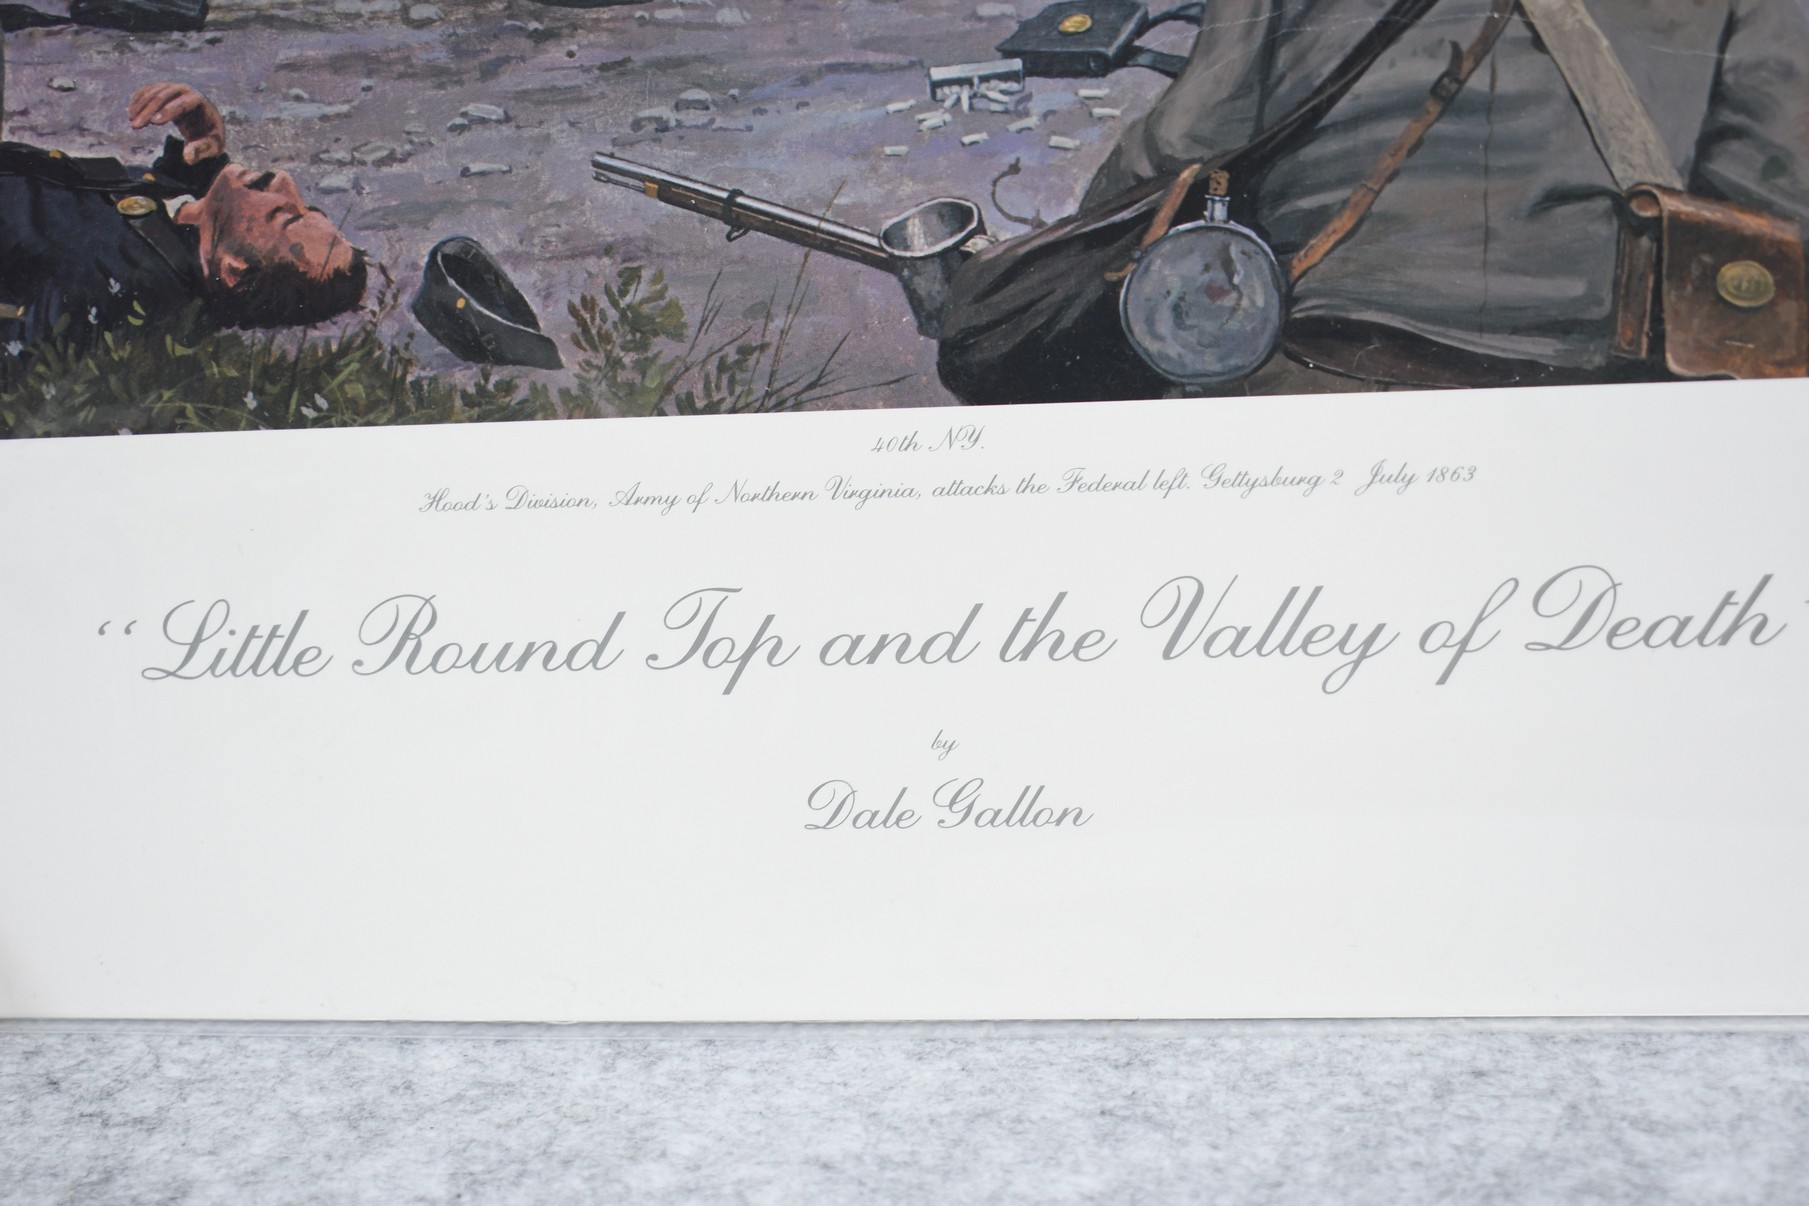 40th NY.
Hood's Division, Army of Northern Virginia, attacks the Federal left. Gettysburg 2 July 1863
“Little Round Top and the Valley of Death”
by
Dale Gallon